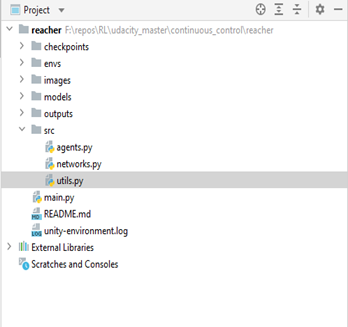 Project
reacher F:\repos\RL\udacity_master\continuous_control\reacher
checkpoints
envs
images
models
outputs
src
agents.py
networks.py
utils.py
main.py
README.md
unity-environment.log
External Libraries
Scratches and Consoles